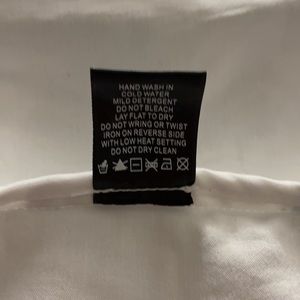 HAND WASH IN
COLD WATER
MILD DETERGENT
DO NOT BLEACH
LAY FLAT TO DRY
DO NOT WRING OR TWIST
IRON ON REVERSE SIDE
WITH LOW HEAT SETTING
DO NOT DRY CLEAN